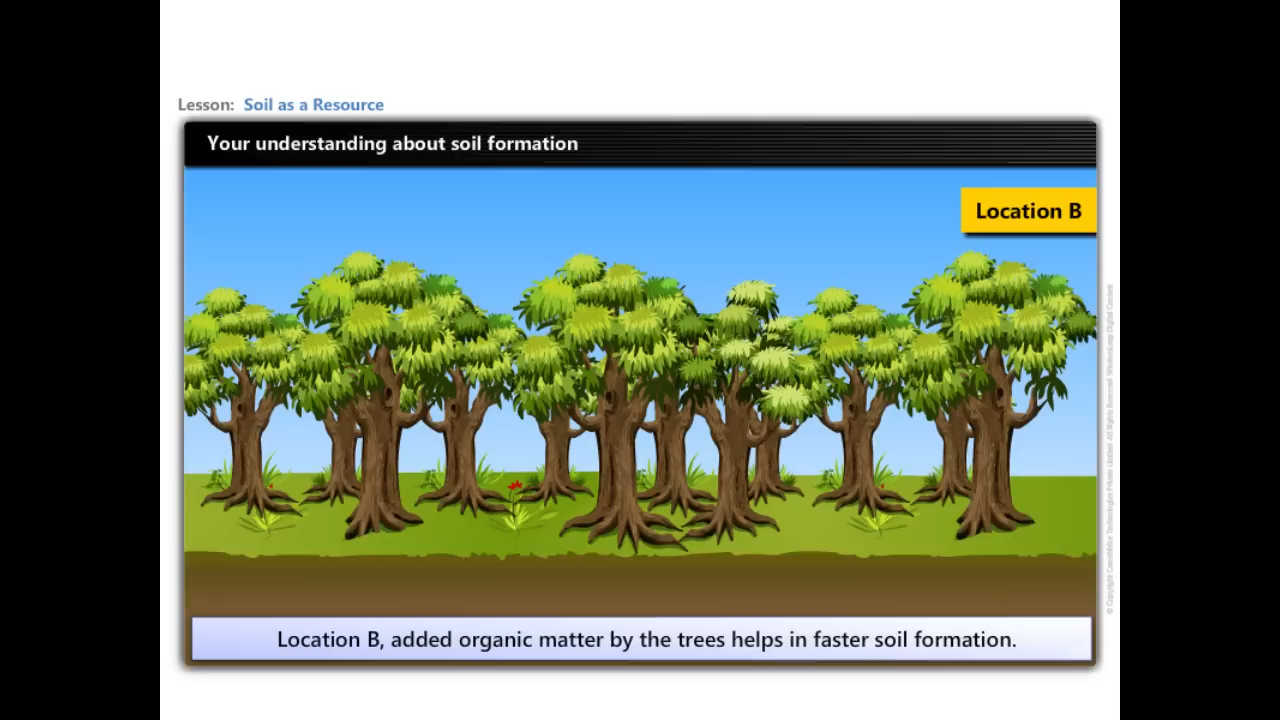 Lesson: Soil as a Resource
Your understanding about soil formation
Location B
Location B, added organic matter by the trees helps in faster soil formation.